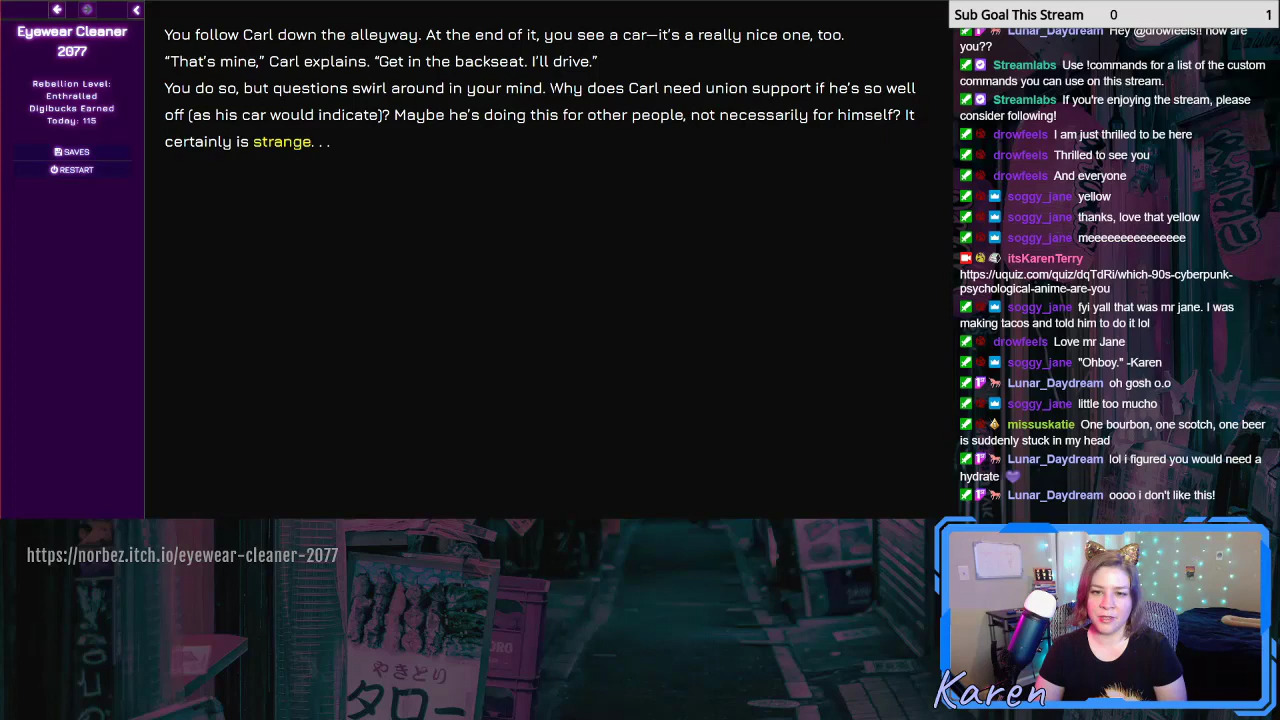 Eyewear Cleaner
2077
Rebellion Level:
Enthralled
Digibucks Earned
Today: 115
SAVES
RESTART
You follow Carl down the alleyway. At the end of it, you see a car—it's a really nice one, too.
“That's mine,” Carl explains. “Get in the backseat. I'll drive.”
You do so, but questions swirl around in your mind. Why does Carl need union support if he's so well
off (as his car would indicate)? Maybe he's doing this for other people, not necessarily for himself? It
certainly is strange. . .
https://norbez.itch.io/eyewear-cleaner-2077
やきとり
タワー
Sub Goal This Stream 0 1
Lunar_Daydream Hey @drowfeels!! how are
you??
Streamlabs Use !commands for a list of the custom
commands you can use on this stream.
Streamlabs If you're enjoying the stream, please
consider following!
drowfeels I am just thrilled to be here
drowfeels Thrilled to see you
drowfeels And everyone
soggy_jane yellow
soggy_jane thanks, love that yellow
soggy_jane meeeeeeeeeeeeeee
itsKarenTerry
https://uquiz.com/quiz/dqTdRi/which-90s-cyberpunk-
psychological-anime-are-you
soggy_jane fyi yall that was mr jane. I was
making tacos and told him to do it lol
drowfeels Love mr Jane
soggy_jane "Ohboy." -Karen
Lunar_Daydream oh gosh o.o
soggy_jane little too mucho
missuskatie One bourbon, one scotch, one beer
is suddenly stuck in my head
Lunar_Daydream lol i figured you would need a
hydrate
Lunar_Daydream oooo i don't like this!
Karen